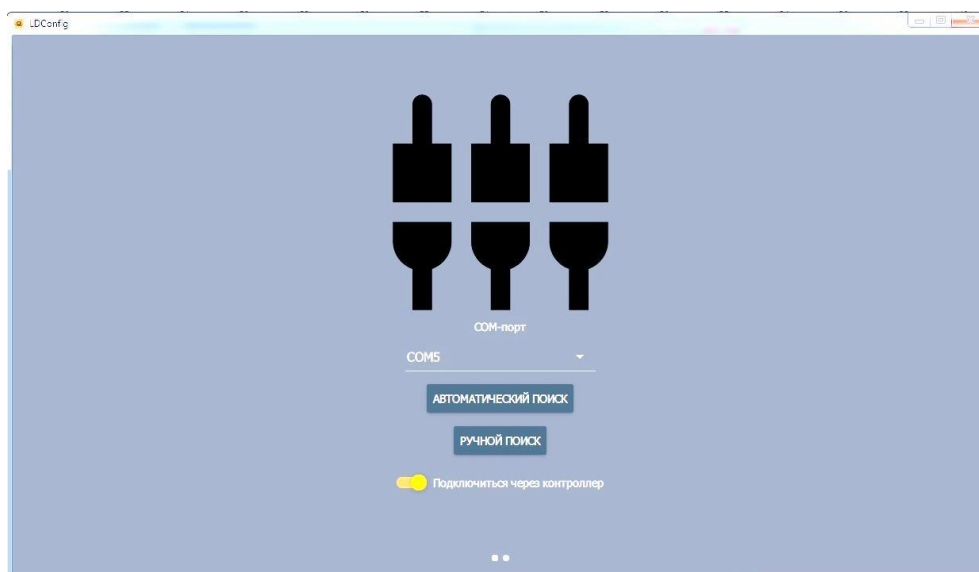 LDConfig
COM-порт
COM5
АВТОМАТИЧЕСКИЙ ПОИСК
РУЧНОЙ ПОИСК
Подключиться через контроллер